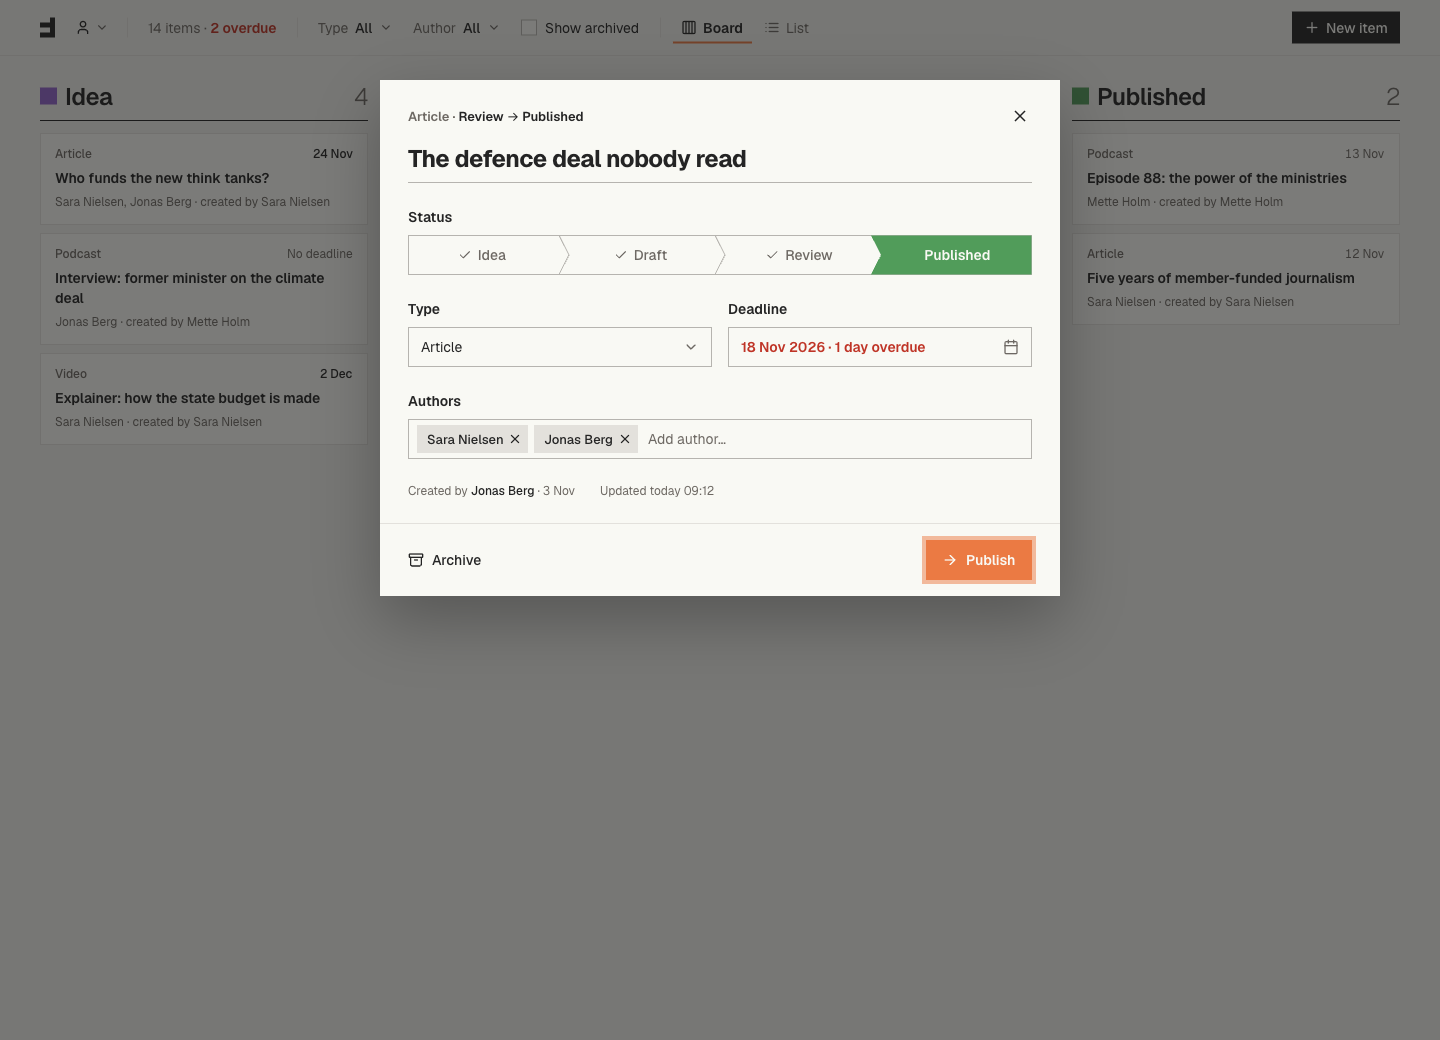 14 items · 2 overdue
Type All
Author All
Show archived
Board
List
New item
Idea 4
Article 24 Nov
Who funds the new think tanks?
Sara Nielsen, Jonas Berg · created by Sara Nielsen
Podcast No deadline
Interview: former minister on the climate
deal
Jonas Berg · created by Mette Holm
Video 2 Dec
Explainer: how the state budget is made
Sara Nielsen · created by Sara Nielsen
Article · Review → Published
The defence deal nobody read
Status
Idea
Draft
Review
Published
Type
Article
Deadline
18 Nov 2026 · 1 day overdue
Authors
Sara Nielsen
Jonas Berg
Add author...
Created by Jonas Berg · 3 Nov
Updated today 09:12
Archive
Publish
Published 2
Podcast 13 Nov
Episode 88: the power of the ministries
Mette Holm · created by Mette Holm
Article 12 Nov
Five years of member-funded journalism
Sara Nielsen · created by Sara Nielsen